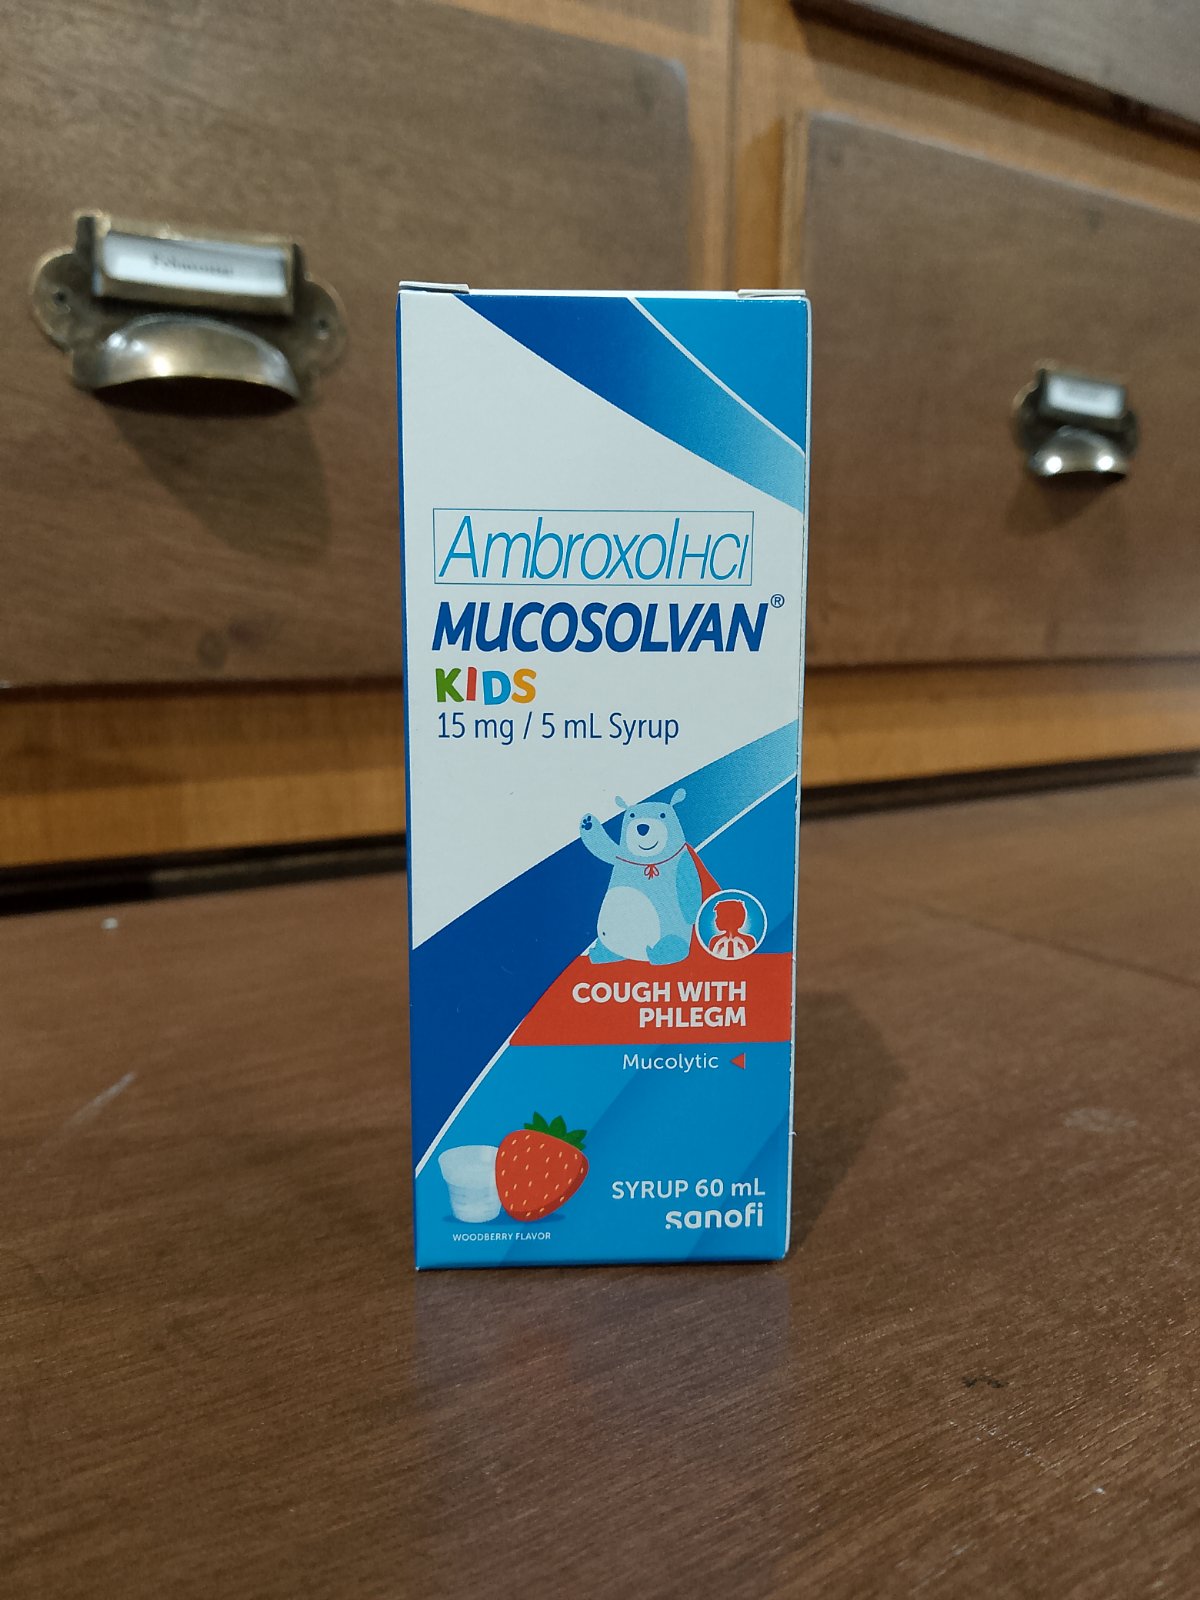 AmbroxolHCl
MUCOSOLVAN®
KIDS
15 mg / 5 mL Syrup
COUGH WITH
PHLEGM
Mucolytic
SYRUP 60 mL
sanofi
WOODBERRY FLAVOR